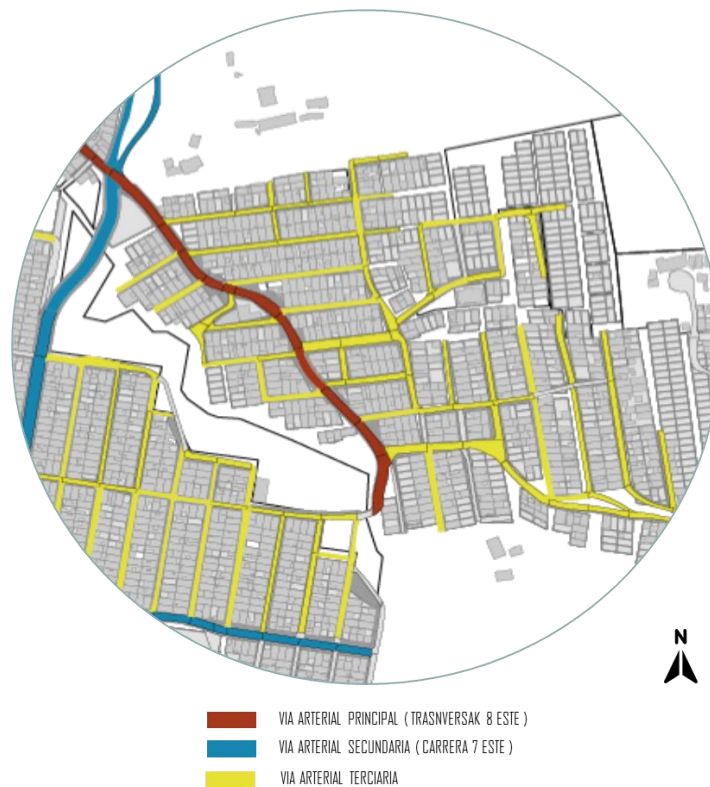 N
VIA ARTERIAL PRINCIPAL ( TRASNVERSAK 8 ESTE )
VIA ARTERIAL SECUNDARIA ( CARRERA 7 ESTE )
VIA ARTERIAL TERCIARIA